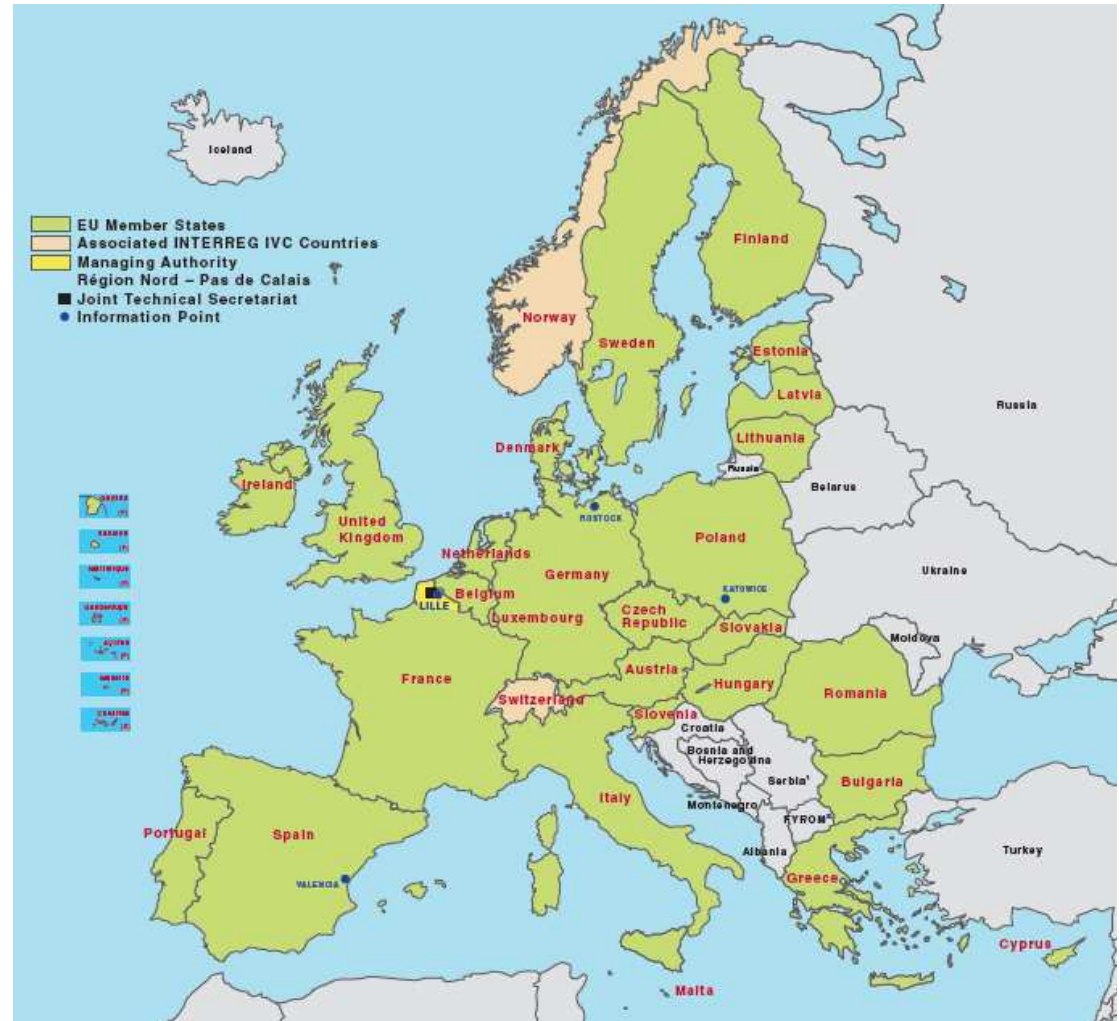 Iceland
EU Member States
Associated INTERREG IVC Countries
Managing Authority
Région Nord – Pas de Calais
Joint Technical Secretariat
Information Point
Finland
Norway
Sweden
Estonia
Latvia
Russia
Lithuania
Denmark
Russia
Belarus
Ireland
United
Kingdom
ROSTOCK
Poland
Netherlands
Germany
Ukraine
KATOWICE
Belgium
LILLE
Luxembourg
Czech
Republic
Slovakia
Moldova
Austria
France
Hungary
Switzerland
Romania
Slovenia
Croatia
Bosnia and
Herzegovina
Serbia¹
Bulgaria
Italy
Montenegro
FYROM²
Portugal
Spain
Albania
Turkey
Greece
VALENCIA
Cyprus
Malta